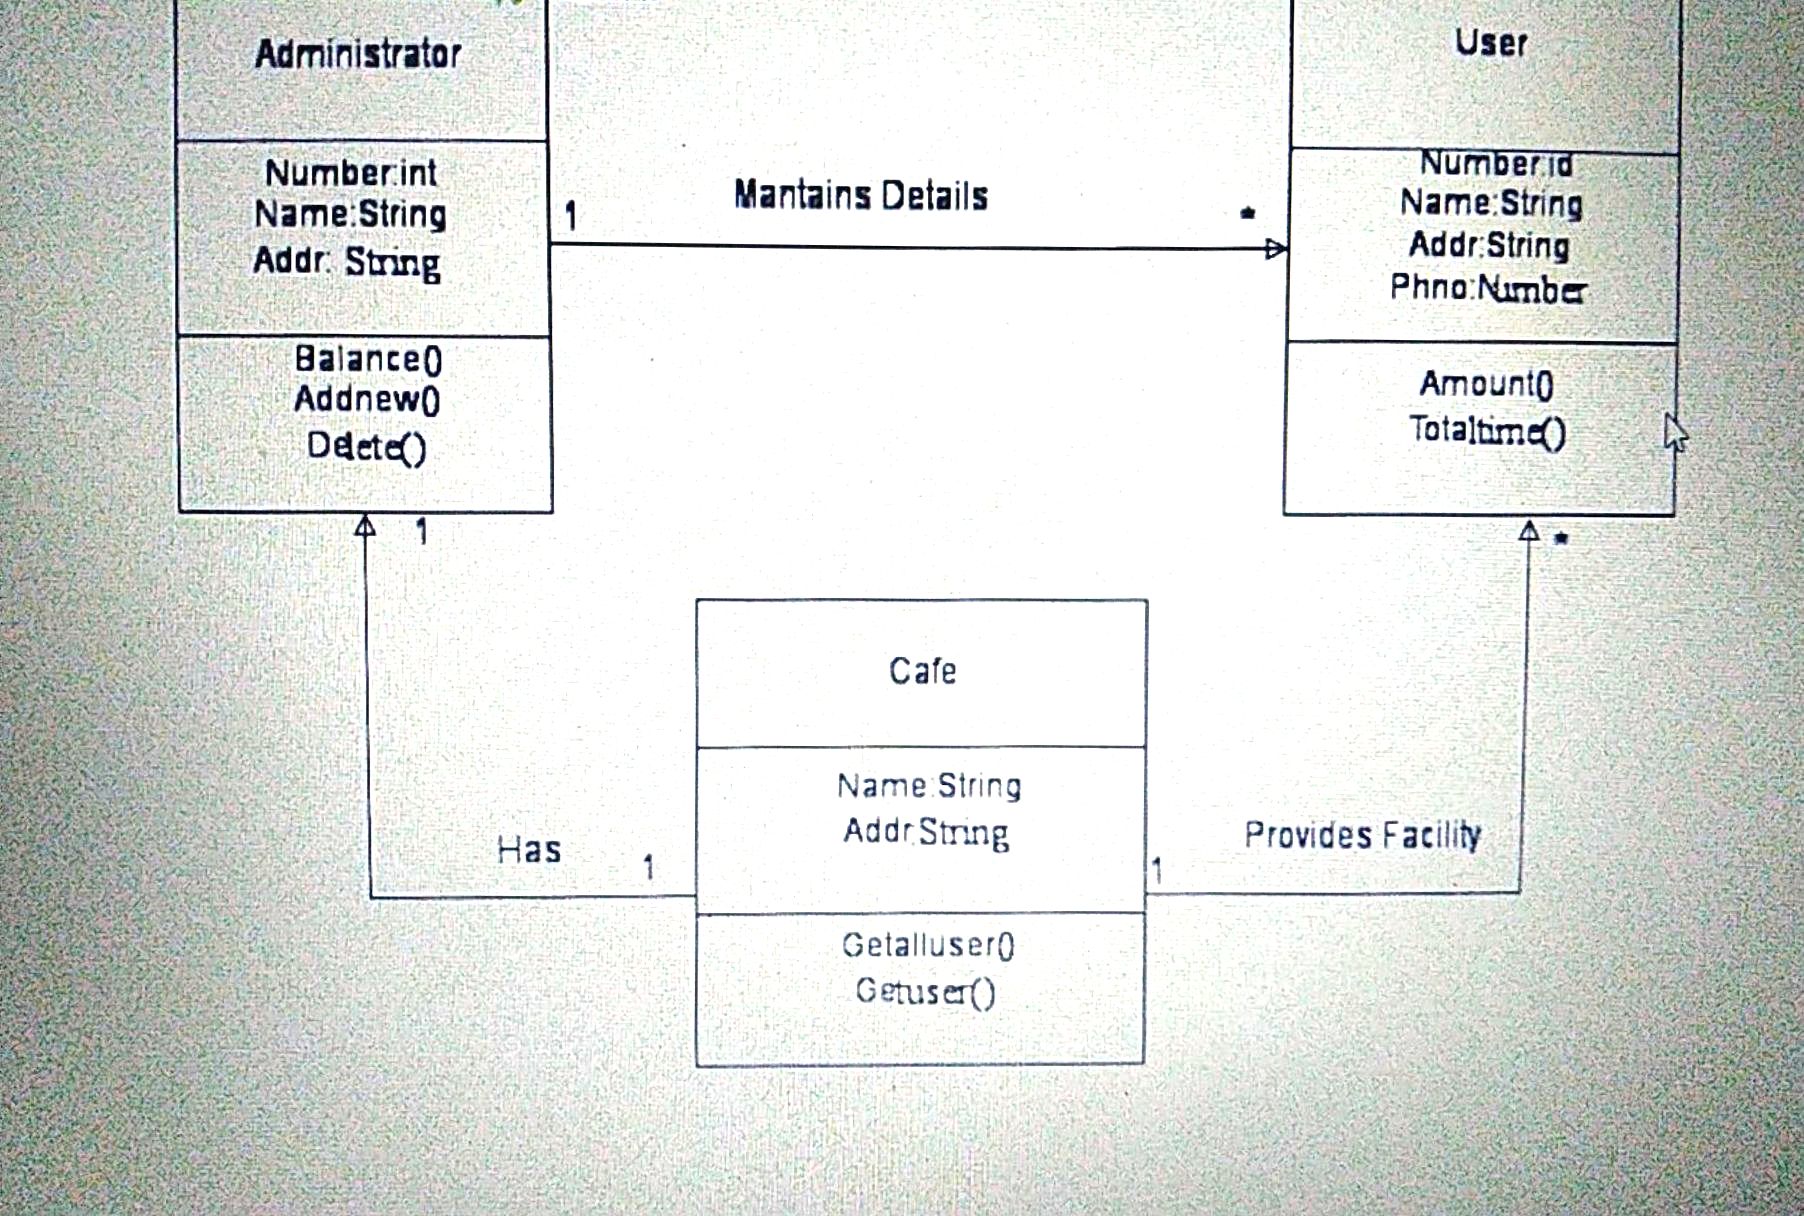 Administrator
Number:int
Name:String
Addr: String
Balance()
Addnew()
Delete()
1
Mantains Details
*
User
Number:id
Name:String
Addr:String
Phno:Number
Amount()
Totaltime()
1
*
Cafe
Name:String
Addr:String
Getalluser()
Getuser()
Has
1
1
Provides Facility